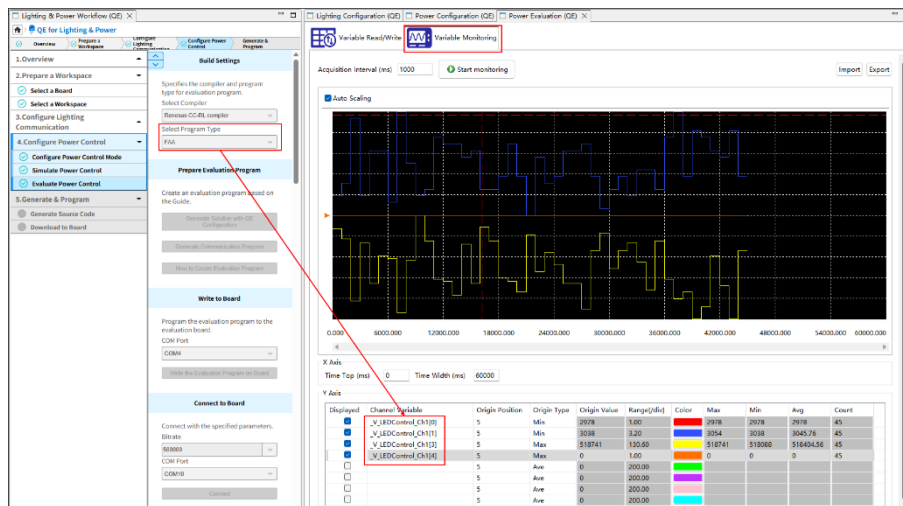 Lighting & Power Workflow (QE)
QE for Lighting & Power
Overview
Prepare a Workspace
Configure Lighting Communication
Configure Power Control
Generate & Program
1.Overview
2.Prepare a Workspace
Select a Board
Select a Workspace
3.Configure Lighting
Communication
4.Configure Power Control
Configure Power Control Mode
Simulate Power Control
Evaluate Power Control
5.Generate & Program
Generate Source Code
Download to Board
Build Settings
Specifies the compiler and program
type for evaluation program.
Select Compiler
Renesas CC-RL compiler
Select Program Type
FAA
Prepare Evaluation Program
Create an evaluation program based on
the Guide.
Generate Solution with QE
Configuration
Generate Communication Program
How to Create Evaluation Program
Write to Board
Program the evaluation program to the
evaluation board.
COM Port
COM4
Write the Evaluation Program on Board
Connect to Board
Connect with the specified parameters.
Bitrate
500003
COM Port
COM10
Connect
Lighting Configuration (QE)
Power Configuration (QE)
Power Evaluation (QE)
Variable Read/Write
Variable Monitoring
Acquisition Interval (ms) 1000
Start monitoring
Import
Export
Auto Scaling
0.000 6000.000 12000.000 18000.000 24000.000 30000.000 36000.000 42000.000 48000.000 54000.000 60000.000
X Axis
Time Top (ms) 0 Time Width (ms) 60000
Y Axis
Displayed Channel Variable Origin Position Origin Type Origin Value Range(/div) Color Max Min Avg Count
_V_LEDControl_Ch1[0] 5 Min 2978 1.00 2978 2978 2978 45
_V_LEDControl_Ch1[1] 5 Min 3038 3.20 3054 3038 3045.76 45
_V_LEDControl_Ch1[3] 5 Max 518741 130.60 518741 518088 518404.56 45
_V_LEDControl_Ch1[4] 5 Max 0 1.00 0 0 0 45
5 Ave 0 200.00
5 Ave 0 200.00
5 Ave 0 200.00
5 Ave 0 200.00